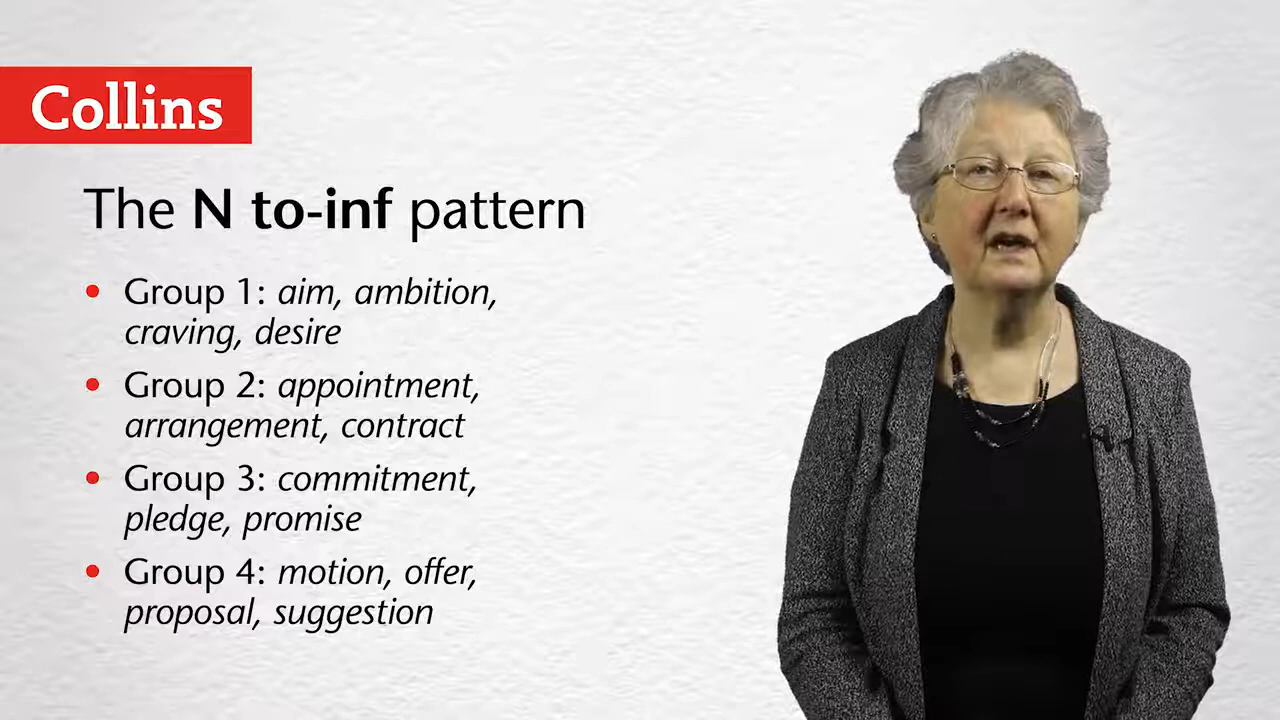 Collins
The N to-inf pattern
• Group 1: aim, ambition,
craving, desire
• Group 2: appointment,
arrangement, contract
• Group 3: commitment,
pledge, promise
• Group 4: motion, offer,
proposal, suggestion